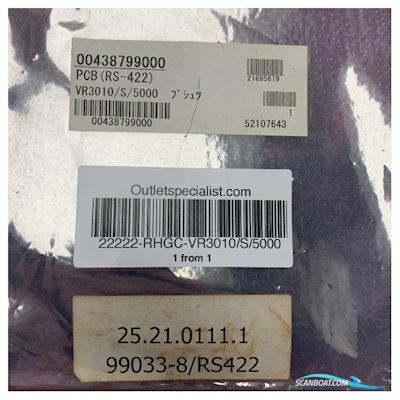 00438799000
PCB(RS-422)
VR3010/S/5000 ブシュツ
00438799000
21695619
1
52107643
Outletspecialist.com
22222-RHGC-VR3010/S/5000
1 from 1
25.21.0111.1
99033-8/RS422
SCANBOAT.COM